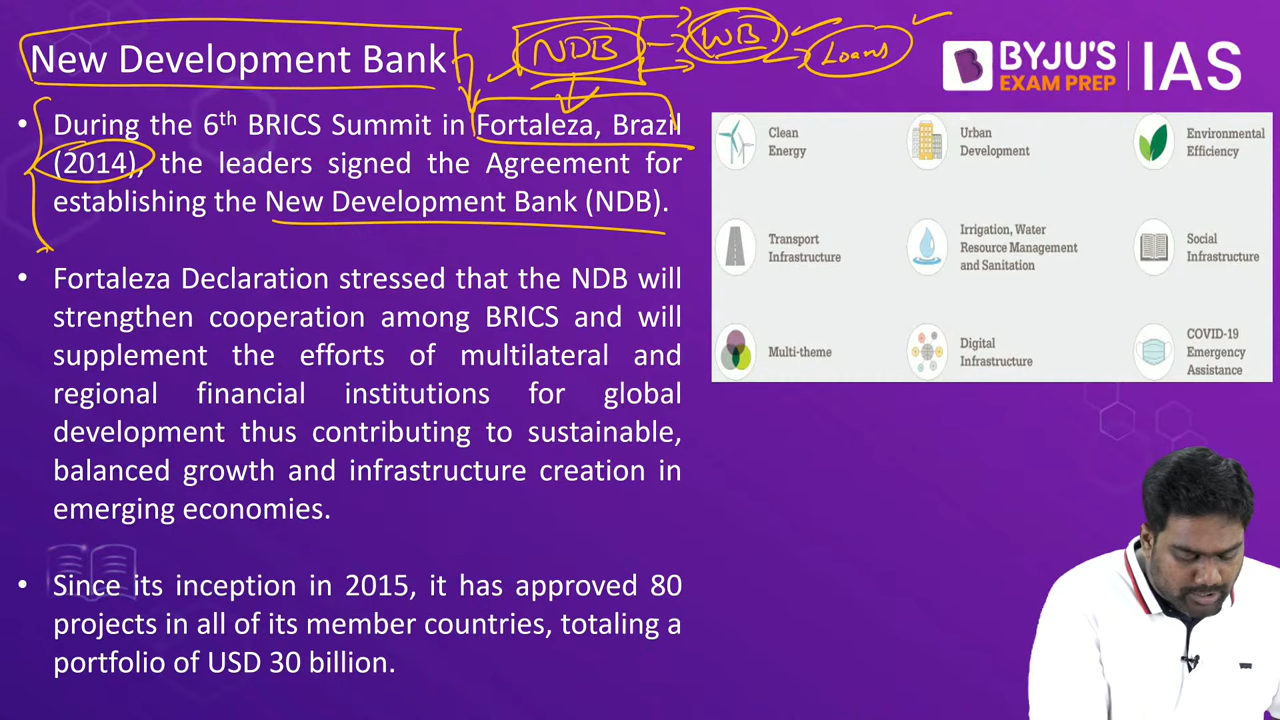 New Development Bank
NDB
WB
Loans
BYJU'S
EXAM PREP
IAS
• During the 6th BRICS Summit in Fortaleza, Brazil
(2014), the leaders signed the Agreement for
establishing the New Development Bank (NDB).
• Fortaleza Declaration stressed that the NDB will
strengthen cooperation among BRICS and will
supplement the efforts of multilateral and
regional financial institutions for global
development thus contributing to sustainable,
balanced growth and infrastructure creation in
emerging economies.
• Since its inception in 2015, it has approved 80
projects in all of its member countries, totaling a
portfolio of USD 30 billion.
Clean
Energy
Urban
Development
Environmental
Efficiency
Transport
Infrastructure
Irrigation, Water
Resource Management
and Sanitation
Social
Infrastructure
Multi-theme
Digital
Infrastructure
COVID-19
Emergency
Assistance